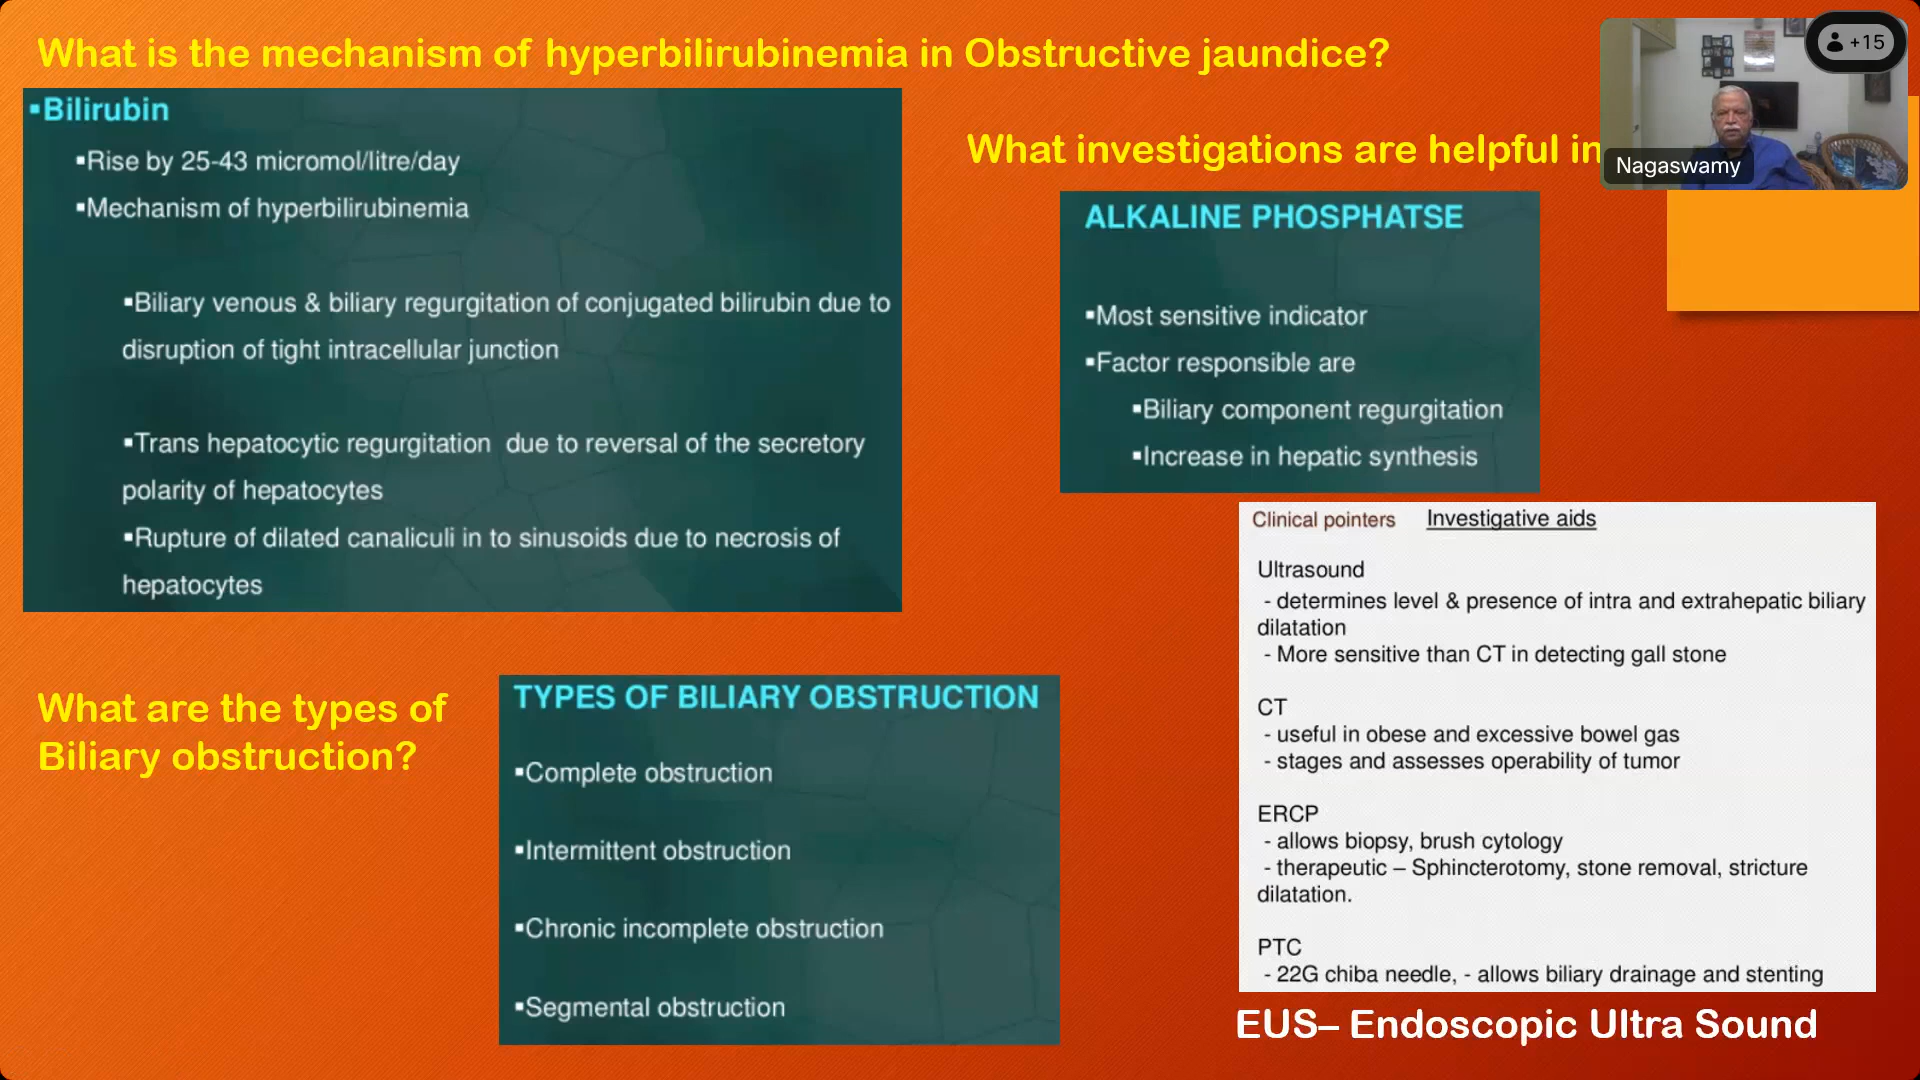 What is the mechanism of hyperbilirubinemia in Obstructive jaundice?
▪Bilirubin
▪Rise by 25-43 micromol/litre/day
▪Mechanism of hyperbilirubinemia
▪Biliary venous & biliary regurgitation of conjugated bilirubin due to
disruption of tight intracellular junction
▪Trans hepatocytic regurgitation due to reversal of the secretory
polarity of hepatocytes
▪Rupture of dilated canaliculi in to sinusoids due to necrosis of
hepatocytes
What investigations are helpful in
+15
Nagaswamy
ALKALINE PHOSPHATSE
▪Most sensitive indicator
▪Factor responsible are
▪Biliary component regurgitation
▪Increase in hepatic synthesis
What are the types of
Biliary obstruction?
TYPES OF BILIARY OBSTRUCTION
▪Complete obstruction
▪Intermittent obstruction
▪Chronic incomplete obstruction
▪Segmental obstruction
Clinical pointers Investigative aids
Ultrasound
- determines level & presence of intra and extrahepatic biliary
dilatation
- More sensitive than CT in detecting gall stone
CT
- useful in obese and excessive bowel gas
- stages and assesses operability of tumor
ERCP
- allows biopsy, brush cytology
- therapeutic – Sphincterotomy, stone removal, stricture
dilatation.
PTC
- 22G chiba needle, - allows biliary drainage and stenting
EUS– Endoscopic Ultra Sound